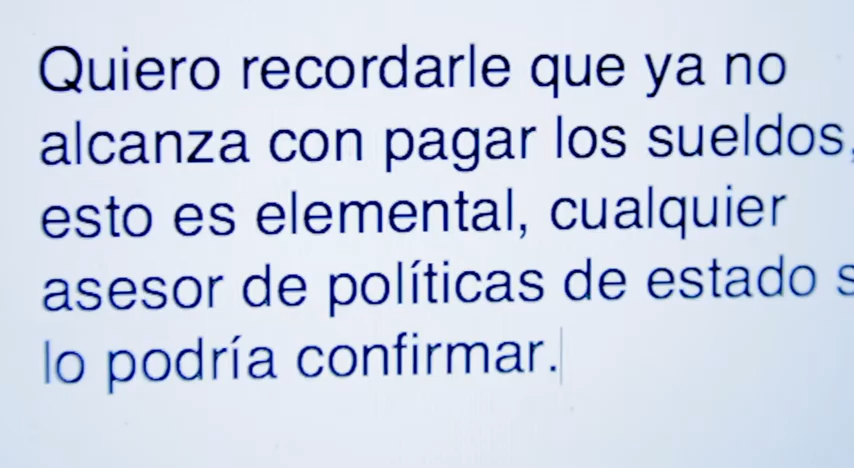 Quiero recordarle que ya no
alcanza con pagar los sueldos,
esto es elemental, cualquier
asesor de políticas de estado
lo podría confirmar.